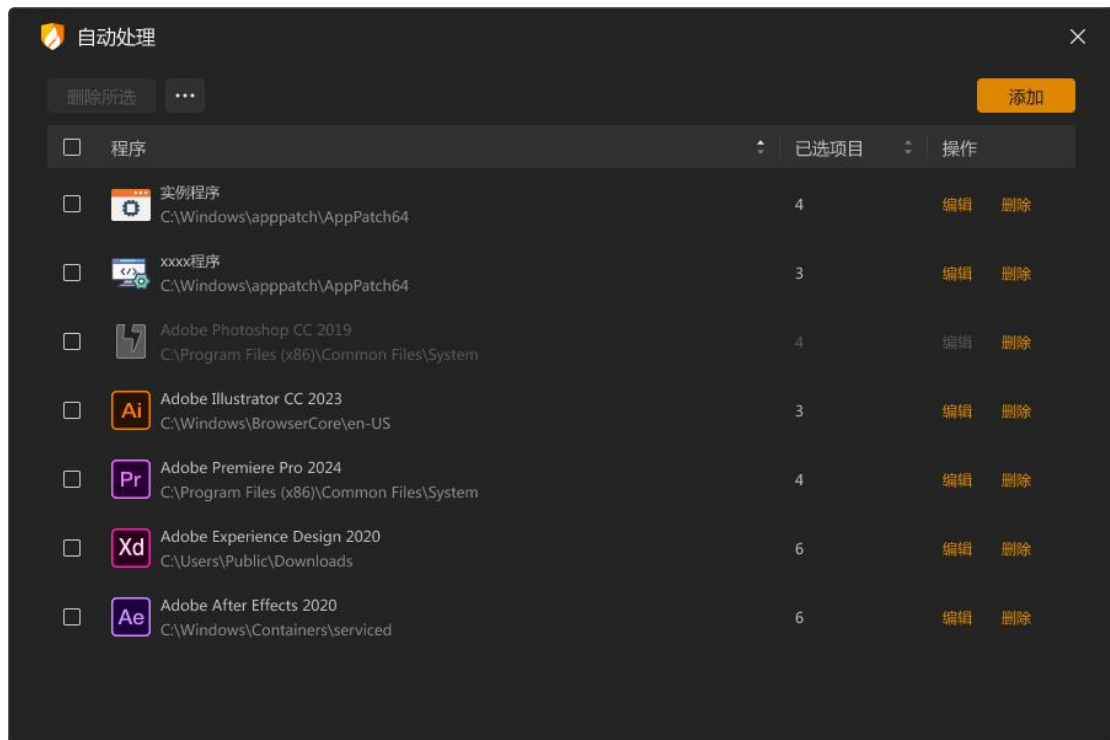 自动处理
删除所选
添加
程序 已选项目 操作
实例程序
C:\Windows\apppatch\AppPatch64
4 编辑 删除
xxxx程序
C:\Windows\apppatch\AppPatch64
3 编辑 删除
Adobe Photoshop CC 2019
C:\Program Files (x86)\Common Files\System
4 编辑 删除
Ai
Adobe Illustrator CC 2023
C:\Windows\BrowserCore\en-US
3 编辑 删除
Pr
Adobe Premiere Pro 2024
C:\Program Files (x86)\Common Files\System
4 编辑 删除
Xd
Adobe Experience Design 2020
C:\Users\Public\Downloads
6 编辑 删除
Ae
Adobe After Effects 2020
C:\Windows\Containers\serviced
6 编辑 删除